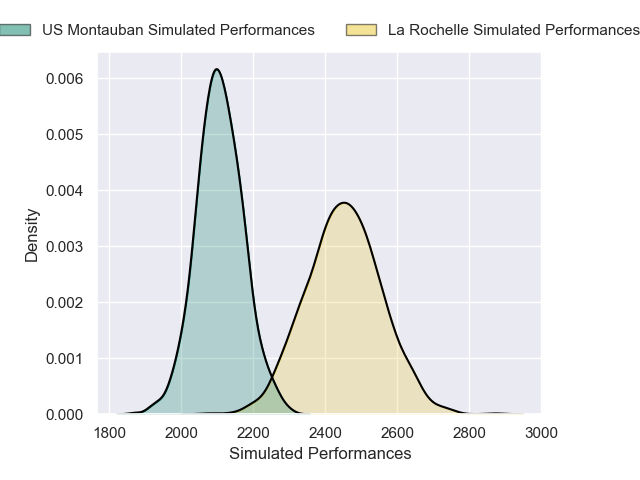 US Montauban Simulated Performances La Rochelle Simulated Performances
0.006
0.005
0.004
0.003
0.002
0.001
0.000
Density
1800 2000 2200 2400 2600 2800 3000
Simulated Performances